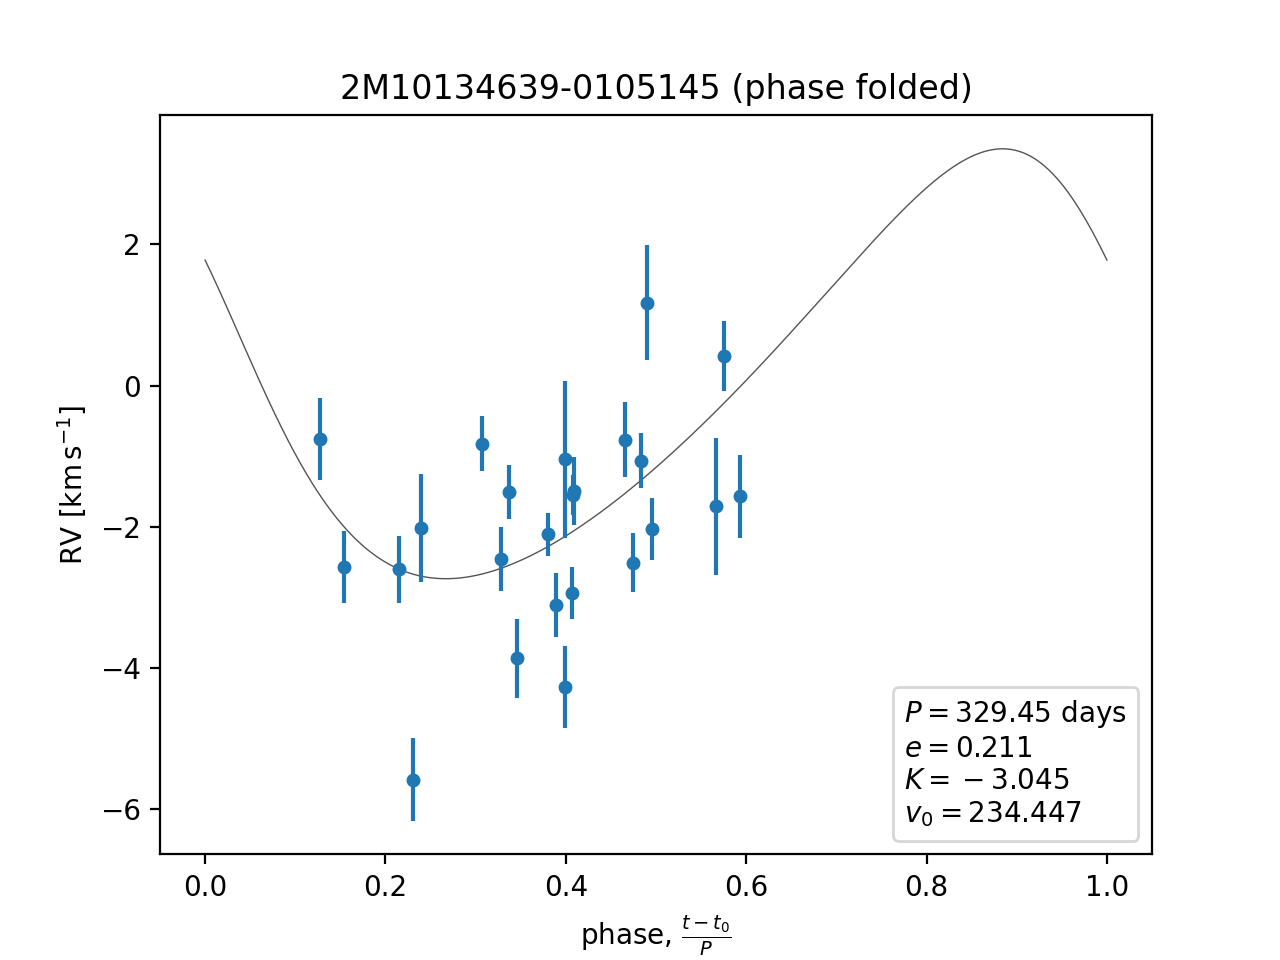 2M10134639-0105145 (phase folded)
RV [km s⁻¹]
2
0
−2
−4
−6
P = 329.45 days
e = 0.211
K = − 3.045
v₀ = 234.447
0.0 0.2 0.4 0.6 0.8 1.0
phase, (t − t₀)/P